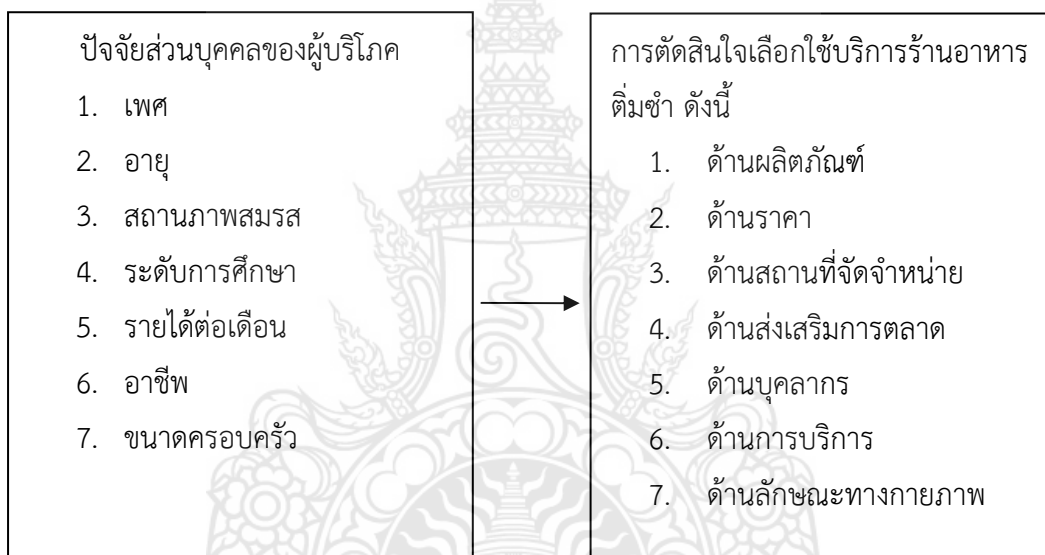 ปัจจัยส่วนบุคคลของผู้บริโภค
1. เพศ
2. อายุ
3. สถานภาพสมรส
4. ระดับการศึกษา
5. รายได้ต่อเดือน
6. อาชีพ
7. ขนาดครอบครัว
การตัดสินใจเลือกใช้บริการร้านอาหาร
ติ่มซำ ดังนี้
1. ด้านผลิตภัณฑ์
2. ด้านราคา
3. ด้านสถานที่จัดจำหน่าย
4. ด้านส่งเสริมการตลาด
5. ด้านบุคลากร
6. ด้านการบริการ
7. ด้านลักษณะทางกายภาพ